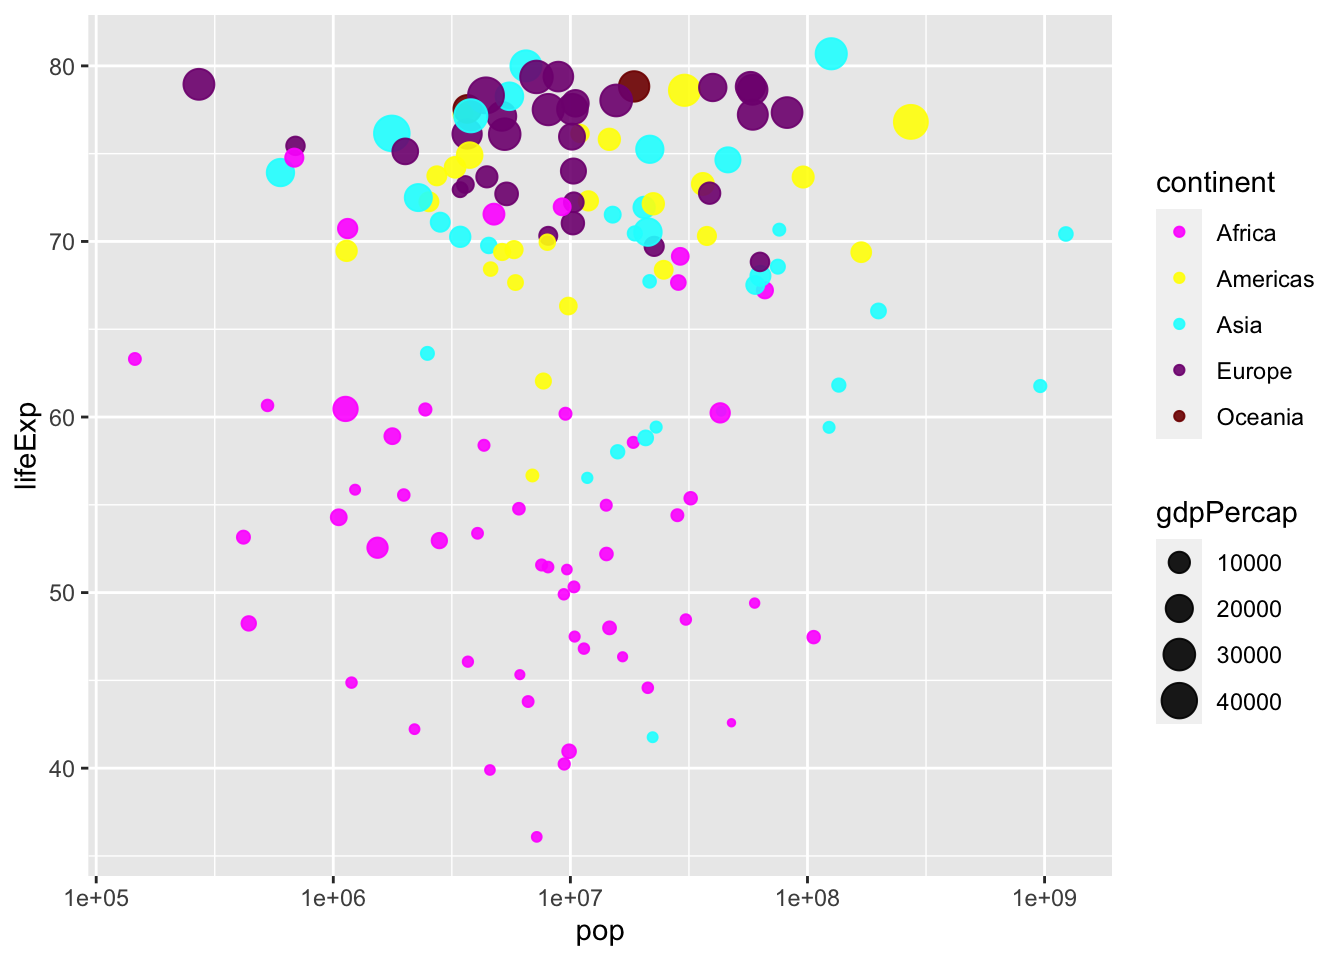 80
70
60
50
40
lifeExp
1e+05
1e+06
1e+07
1e+08
1e+09
pop
continent
Africa
Americas
Asia
Europe
Oceania
gdpPercap
10000
20000
30000
40000